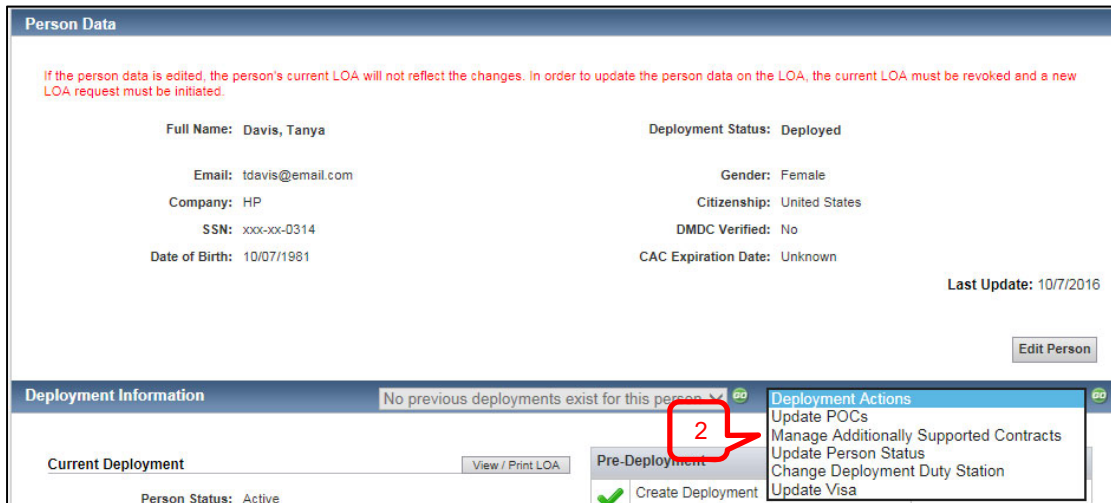 Person Data
If the person data is edited, the person's current LOA will not reflect the changes. In order to update the person data on the LOA, the current LOA must be revoked and a new
LOA request must be initiated.
Full Name: Davis, Tanya
Deployment Status: Deployed
Email: tdavis@email.com
Gender: Female
Company: HP
Citizenship: United States
SSN: xxx-xx-0314
DMDC Verified: No
Date of Birth: 10/07/1981
CAC Expiration Date: Unknown
Last Update: 10/7/2016
Edit Person
Deployment Information
No previous deployments exist for this person
GO
Deployment Actions
GO
Update POCs
2
Manage Additionally Supported Contracts
Update Person Status
Change Deployment Duty Station
Update Visa
Current Deployment
View / Print LOA
Pre-Deployment
Person Status: Active
Create Deployment